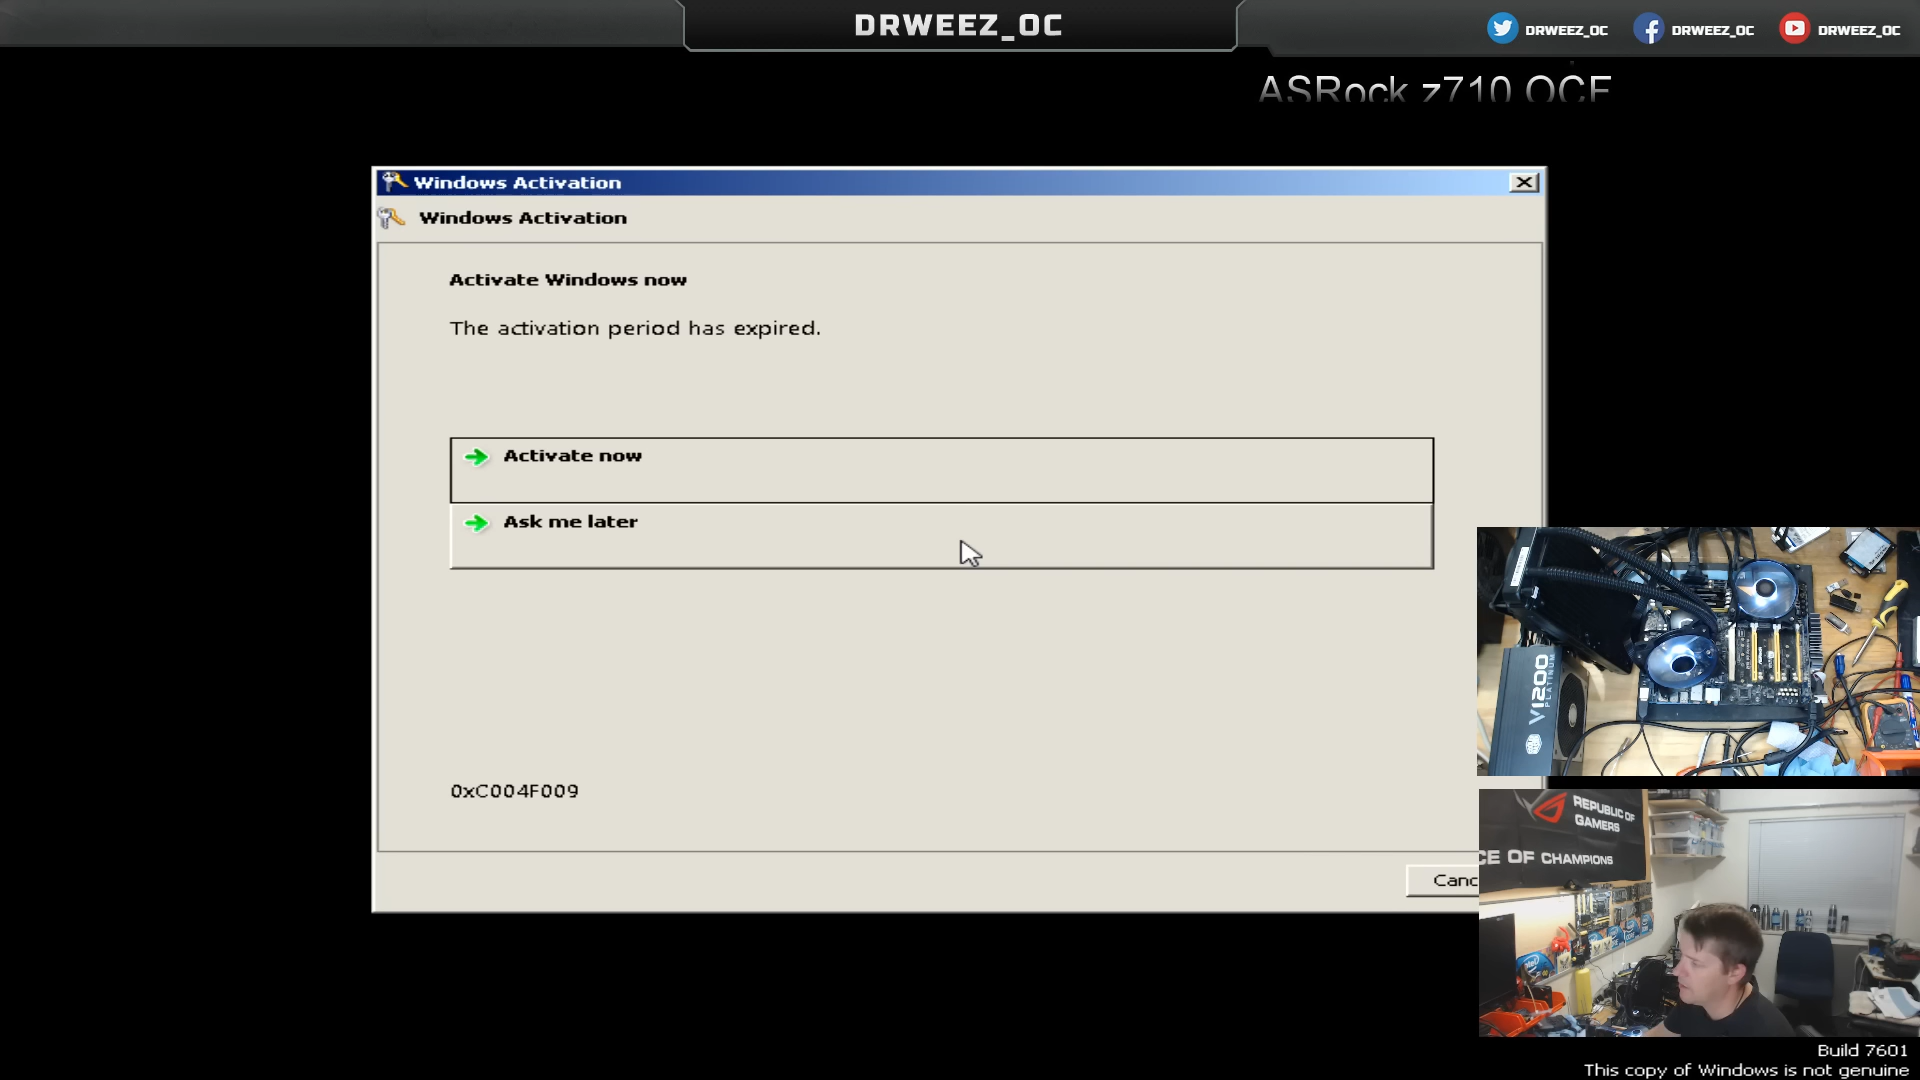 DRWEEZ_OC
DRWEEZ_OC
DRWEEZ_OC
DRWEEZ_OC
ASRock z710 OCF
Windows Activation
Windows Activation
Activate Windows now
The activation period has expired.
Activate now
Ask me later
0xC004F009
Canc
V1200
PLATINUM
REPUBLIC OF
GAMERS
CE OF CHAMPIONS
Build 7601
This copy of Windows is not genuine